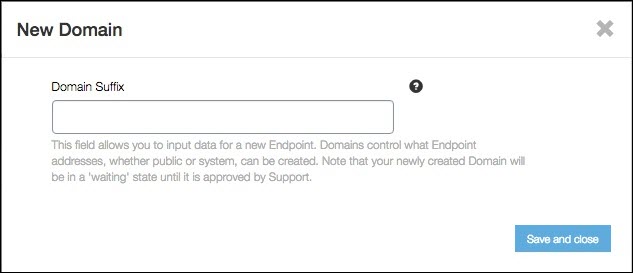 New Domain
Domain Suffix
This field allows you to input data for a new Endpoint. Domains control what Endpoint
addresses, whether public or system, can be created. Note that your newly created Domain will
be in a 'waiting' state until it is approved by Support.
Save and close